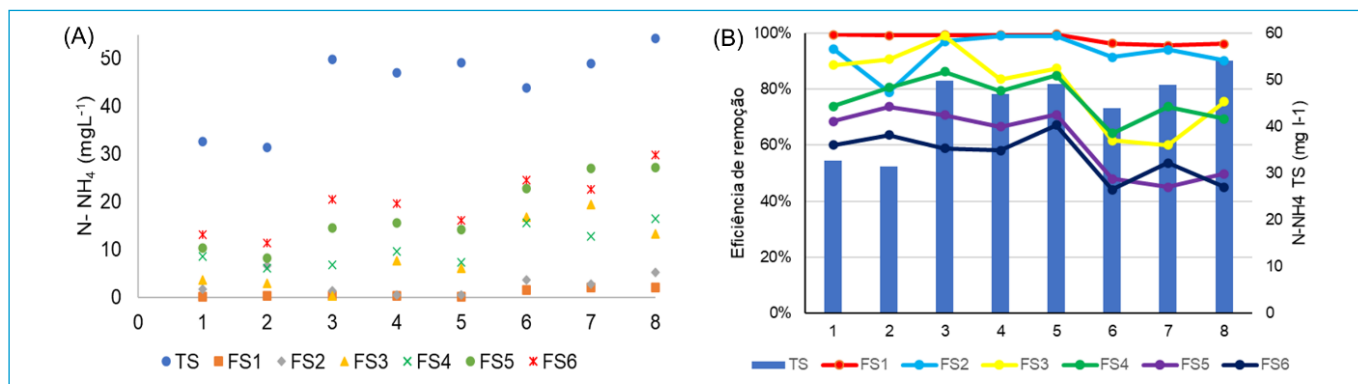 (A)
50
40
30
20
10
0
N- NH₄ (mgL⁻¹)
0 1 2 3 4 5 6 7 8
TS FS1 FS2 FS3 FS4 FS5 FS6
(B)
100%
80%
60%
40%
20%
0%
Eficiência de remoção
60
50
40
30
20
10
0
N-NH4 TS (mg l-1)
1 2 3 4 5 6 7 8
TS FS1 FS2 FS3 FS4 FS5 FS6